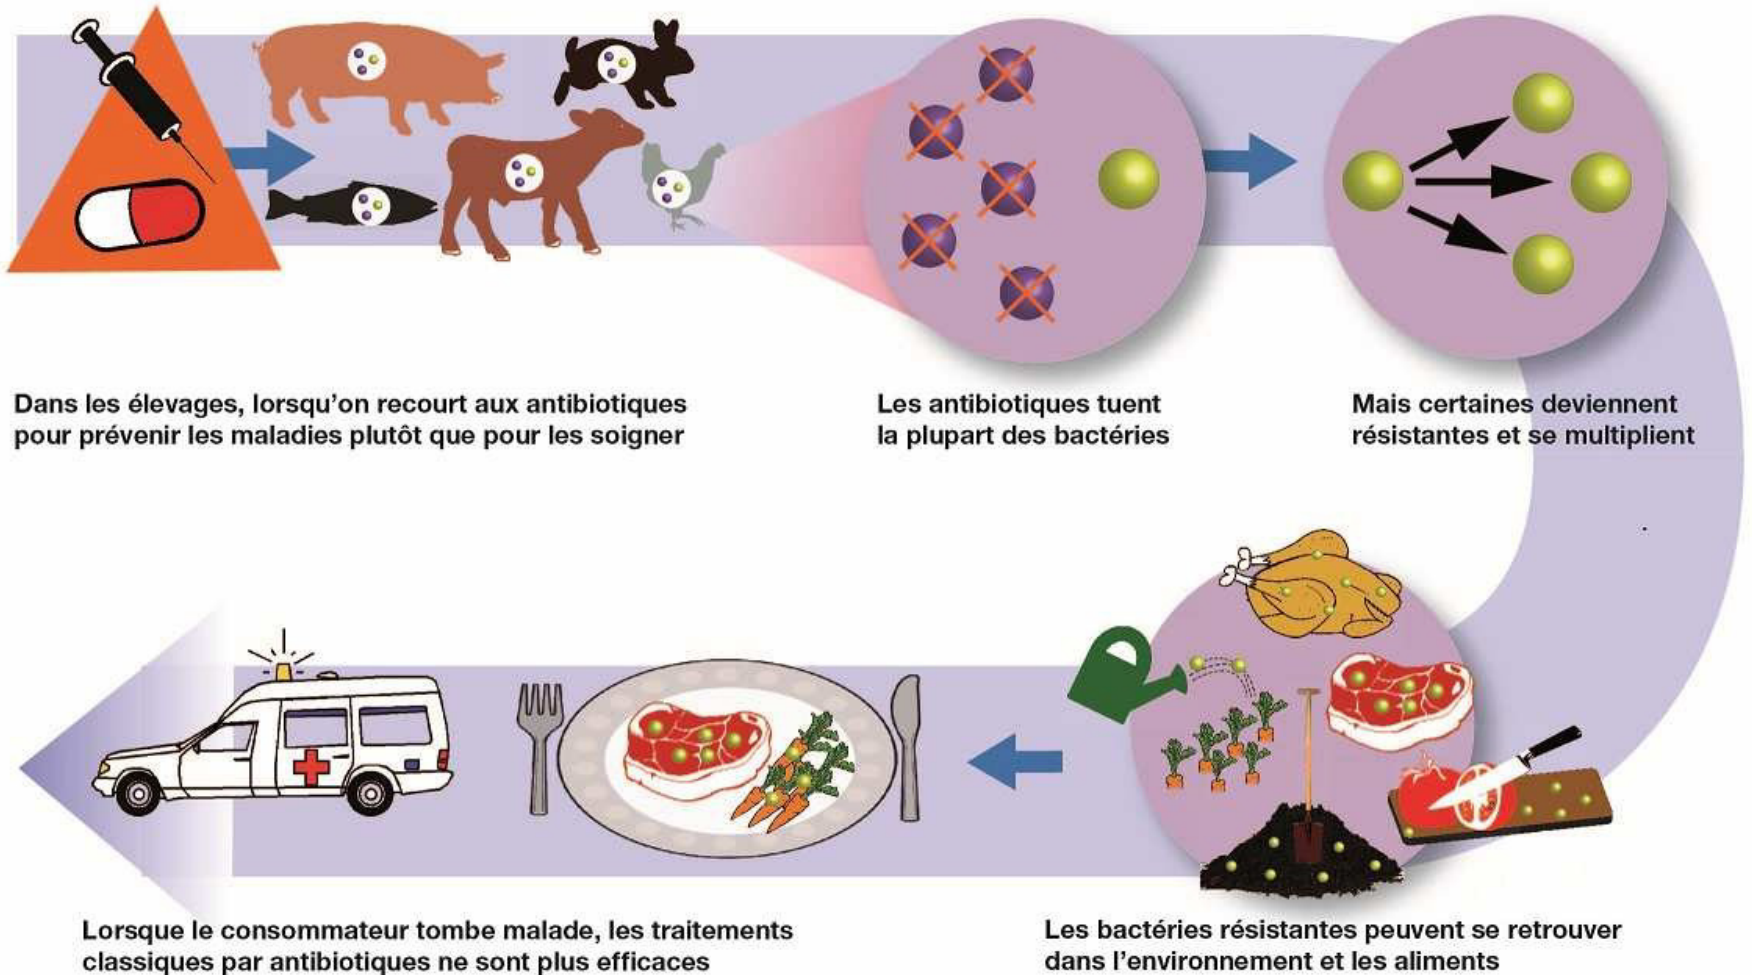 Dans les élevages, lorsqu'on recourt aux antibiotiques
pour prévenir les maladies plutôt que pour les soigner
Les antibiotiques tuent
la plupart des bactéries
Mais certaines deviennent
résistantes et se multiplient
Les bactéries résistantes peuvent se retrouver
dans l'environnement et les aliments
Lorsque le consommateur tombe malade, les traitements
classiques par antibiotiques ne sont plus efficaces